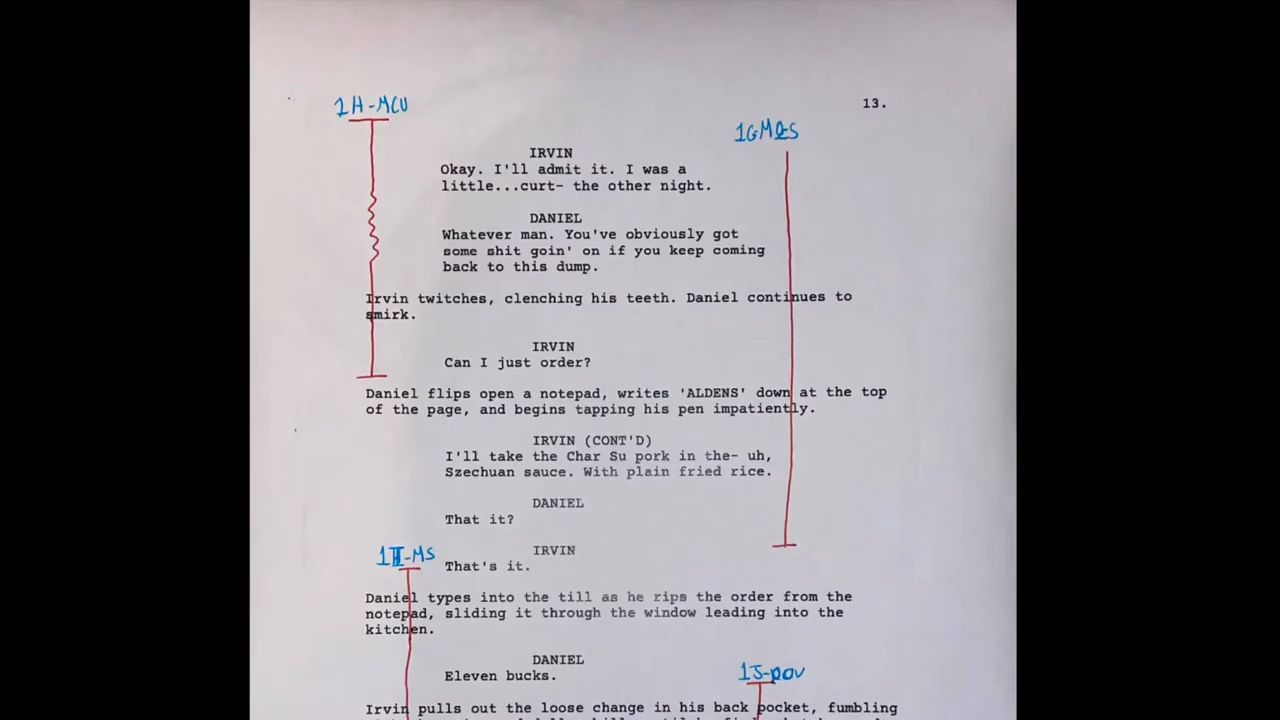 1H-MCU
13.
1GMOS
IRVIN
Okay. I'll admit it. I was a
little...curt- the other night.
DANIEL
Whatever man. You've obviously got
some shit goin' on if you keep coming
back to this dump.
Irvin twitches, clenching his teeth. Daniel continues to
smirk.
IRVIN
Can I just order?
Daniel flips open a notepad, writes 'ALDENS' down at the top
of the page, and begins tapping his pen impatiently.
IRVIN (CONT'D)
I'll take the Char Su pork in the- uh,
Szechuan sauce. With plain fried rice.
DANIEL
That it?
IRVIN
1I-MS
That's it.
Daniel types into the till as he rips the order from the
notepad, sliding it through the window leading into the
kitchen.
DANIEL
Eleven bucks.
1J-POV
Irvin pulls out the loose change in his back pocket, fumbling